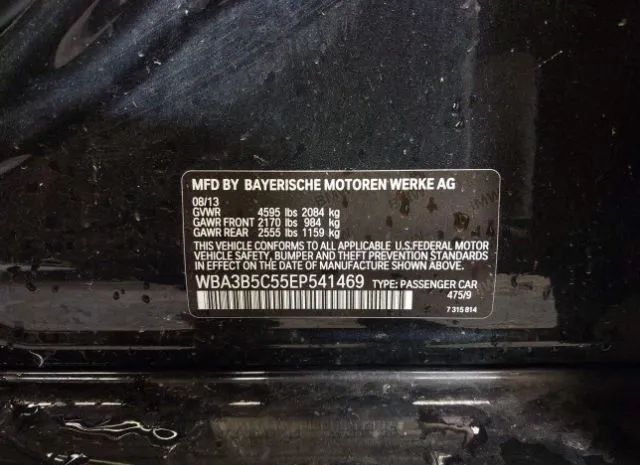 MFD BY BAYERISCHE MOTOREN WERKE AG
08/13
GVWR 4595 lbs 2084 kg
GAWR FRONT 2170 lbs 984 kg
GAWR REAR 2555 lbs 1159 kg
THIS VEHICLE CONFORMS TO ALL APPLICABLE U.S.FEDERAL MOTOR
VEHICLE SAFETY, BUMPER AND THEFT PREVENTION STANDARDS
IN EFFECT ON THE DATE OF MANUFACTURE SHOWN ABOVE.
WBA3B5C55EP541469 TYPE: PASSENGER CAR
475/9
7 315 814